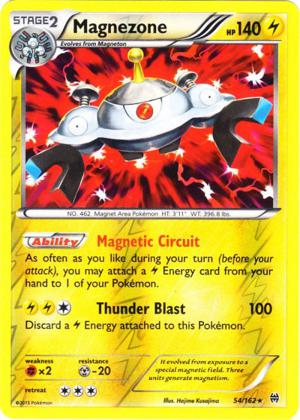 STAGE2
Magnezone
HP140
Evolves from Magneton
NO. 462 Magnet Area Pokémon HT: 3'11" WT: 396.8 lbs.
Ability Magnetic Circuit
As often as you like during your turn (before your
attack), you may attach a Energy card from your
hand to 1 of your Pokémon.
Thunder Blast 100
Discard a Energy attached to this Pokémon.
weakness resistance
×2 -20
retreat
It evolved from exposure to a
special magnetic field. Three
units generate magnetism.
Illus. Hajime Kusajima
54/162★
©2015 Pokémon